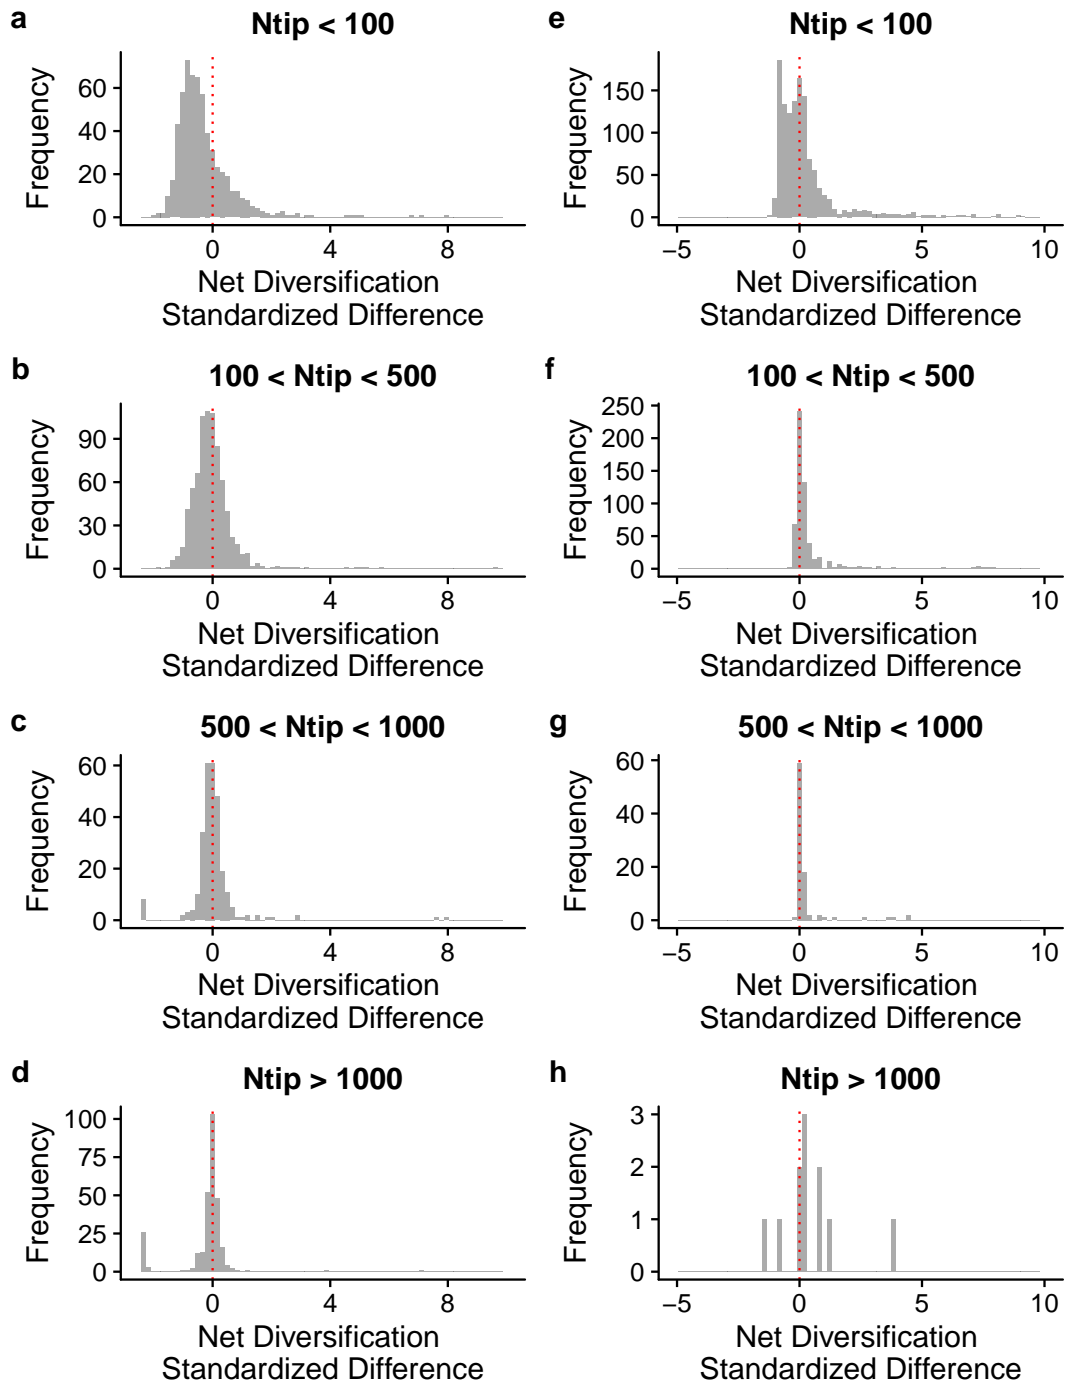 a
Ntip < 100
Frequency
60
40
20
0
0
4
8
Net Diversification
Standardized Difference
e
Ntip < 100
Frequency
150
100
50
0
−5
0
5
10
Net Diversification
Standardized Difference
b
100 < Ntip < 500
Frequency
90
60
30
0
0
4
8
Net Diversification
Standardized Difference
f
100 < Ntip < 500
Frequency
250
200
150
100
50
0
−5
0
5
10
Net Diversification
Standardized Difference
c
500 < Ntip < 1000
Frequency
60
40
20
0
0
4
8
Net Diversification
Standardized Difference
g
500 < Ntip < 1000
Frequency
60
40
20
0
−5
0
5
10
Net Diversification
Standardized Difference
d
Ntip > 1000
Frequency
100
75
50
25
0
0
4
8
Net Diversification
Standardized Difference
h
Ntip > 1000
Frequency
3
2
1
0
−5
0
5
10
Net Diversification
Standardized Difference